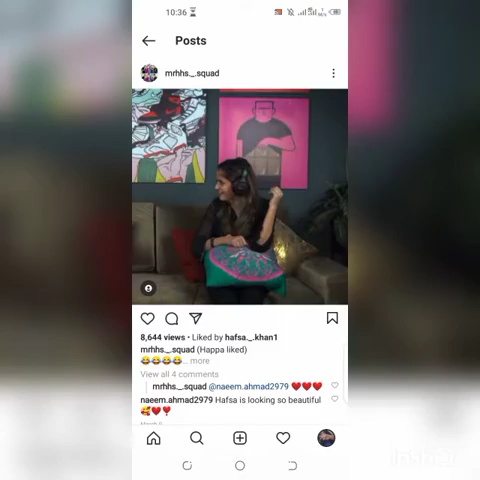 10:36
Posts
mrhhs._.squad
8,644 views • Liked by hafsa._.khan1
mrhhs._.squad (Happa liked)
😂😂😂😂... more
View all 4 comments
mrhhs._.squad @naeem.ahmad2979 ❤️❤️❤️
naeem.ahmad2979 Hafsa is looking so beautiful
🥰❤️❣️